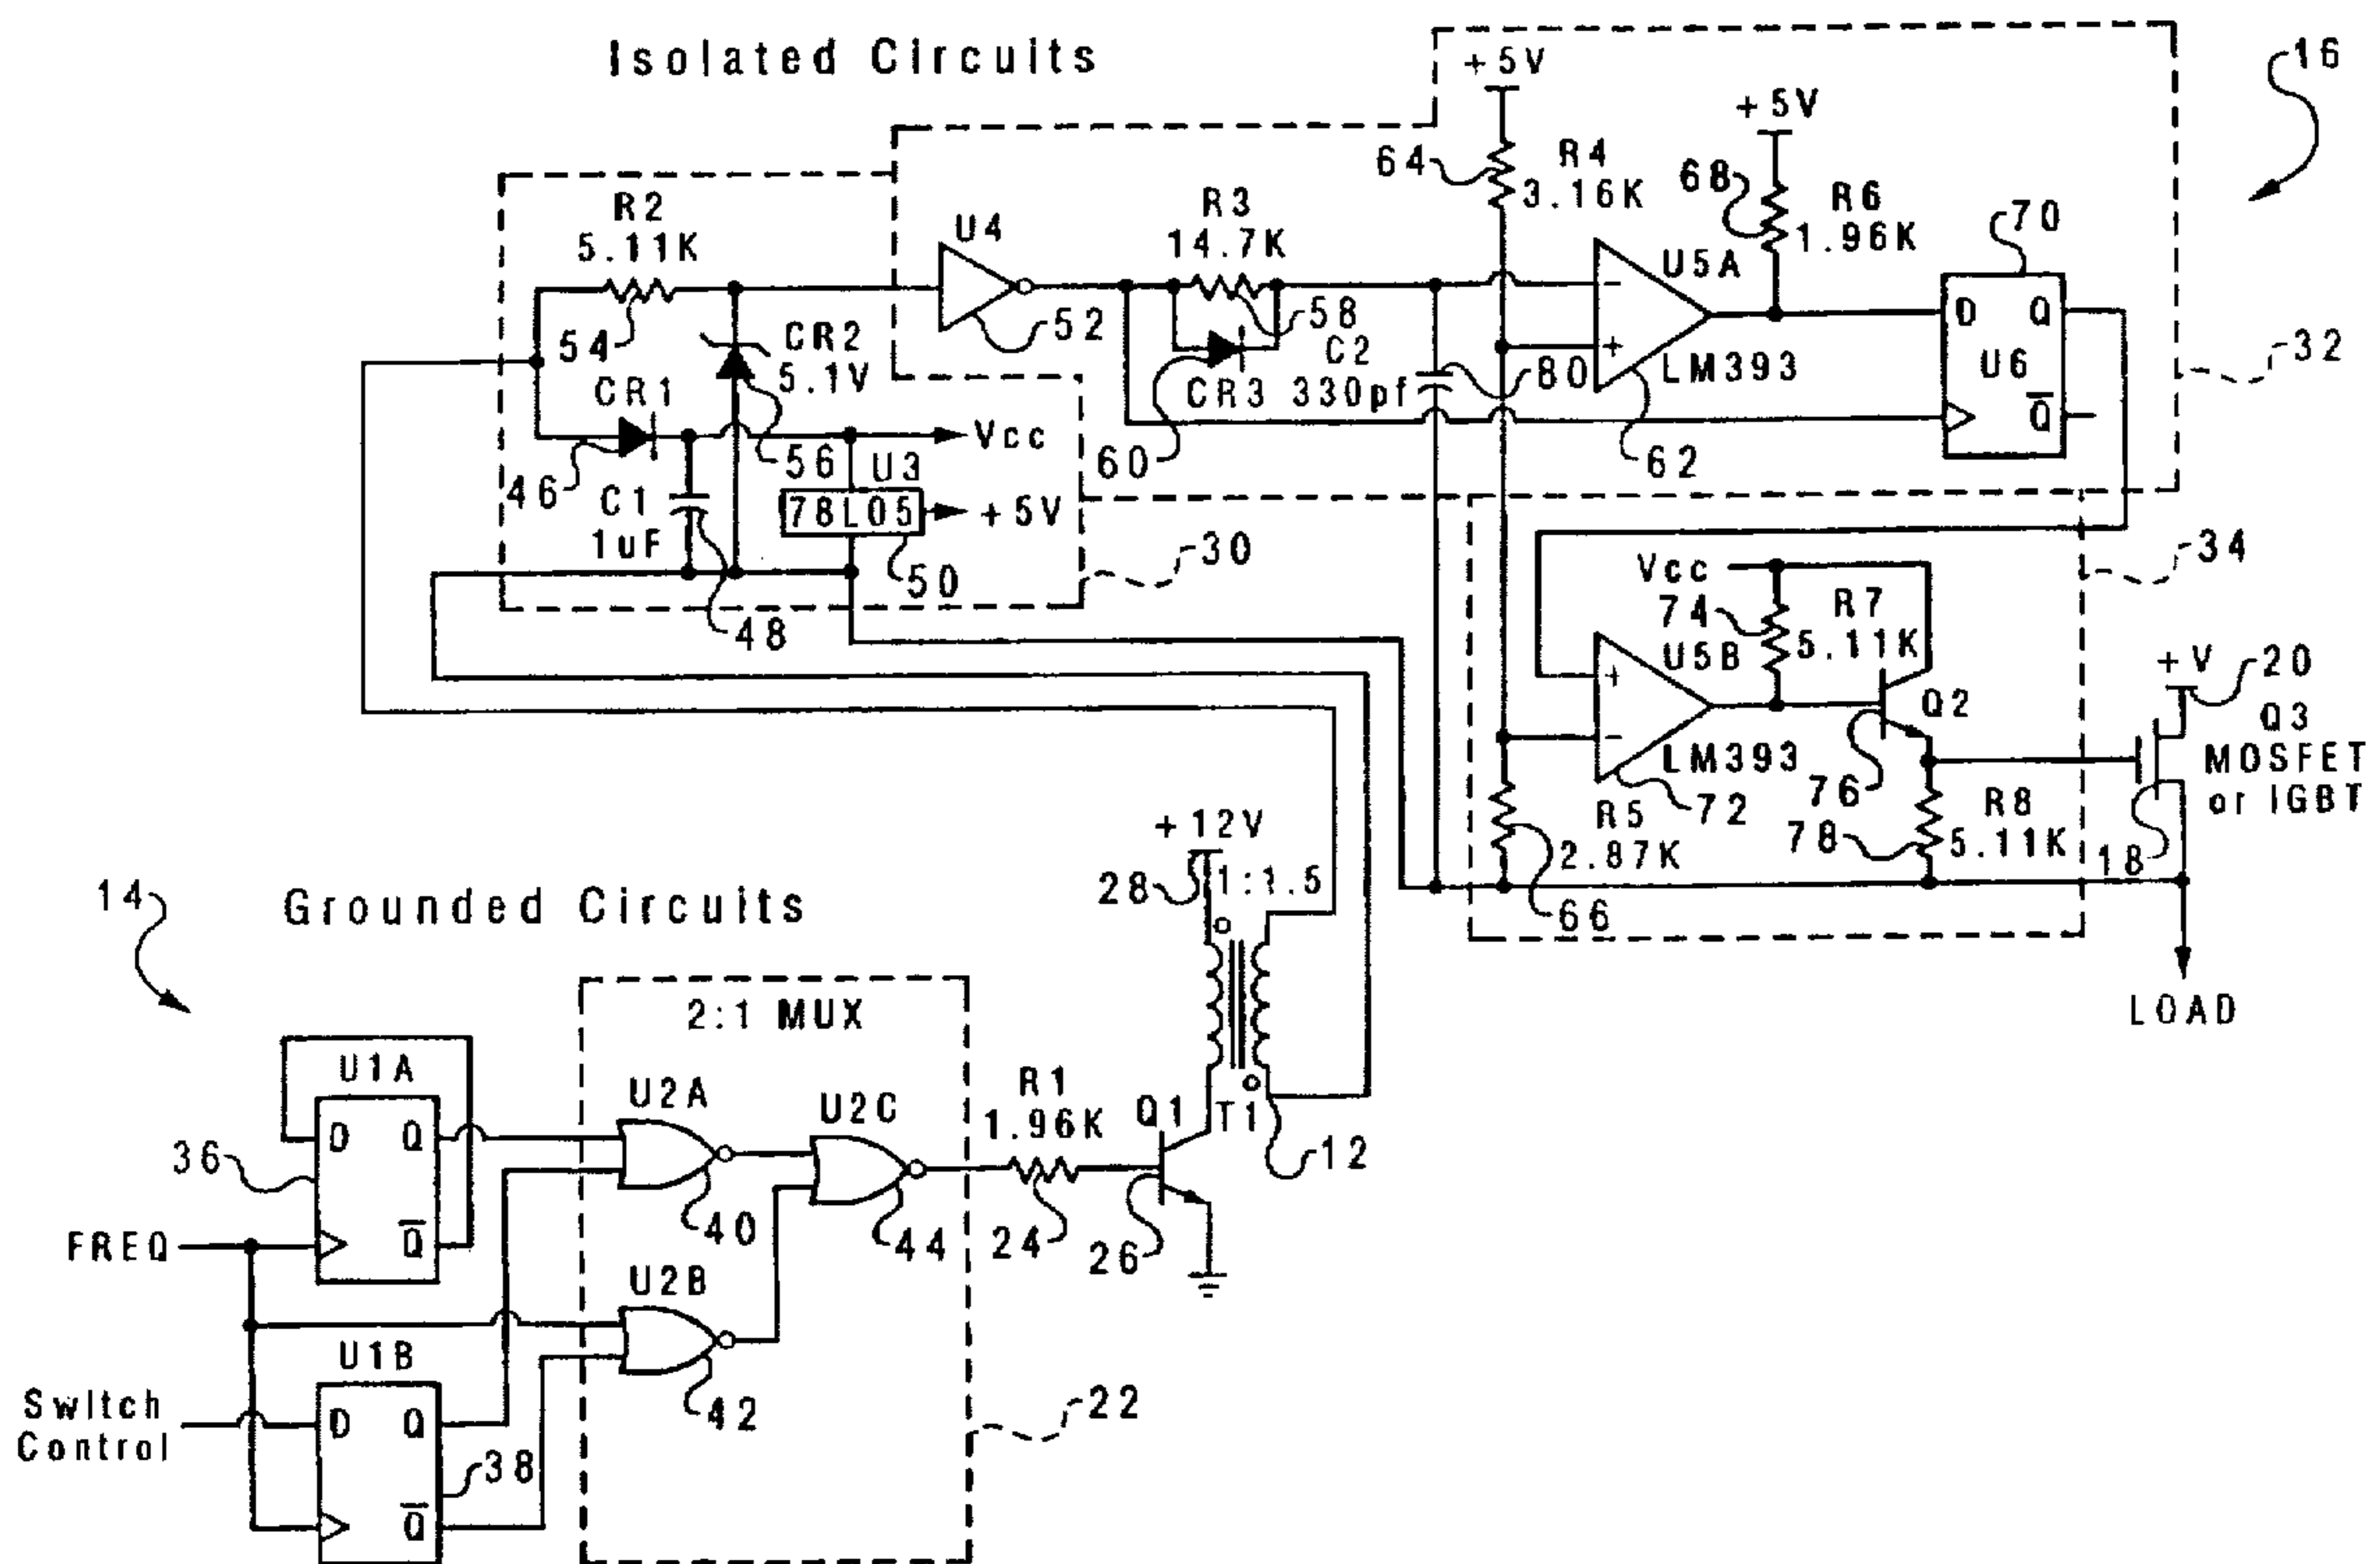 Isolated Circuits
+5V
16
+5V
64
R4
3.16K
68
R6
1.96K
70
R2
5.11K
U4
R3
14.7K
U5A
54
CR2
5.1V
52
58
C2
D
Q
U6
Q
32
CR1
CR3
330pf
80
-
+
LM393
46
C1
1uF
56
Vcc
U3
78L05
+5V
60
62
50
30
48
34
Vcc
74
U5B
R7
5.11K
+V
20
Q3
MOSFET
or IGBT
+
-
Q2
LM393
76
72
R5
2.87K
78
R8
5.11K
18
66
+12V
28
1:1.5
LOAD
14
Grounded Circuits
2:1 MUX
U1A
D
Q
Q
36
U2A
U2C
R1
1.96K
Q1
T1
12
40
44
24
26
FREQ
U2B
42
U1B
Switch
Control
D
Q
38
Q
22